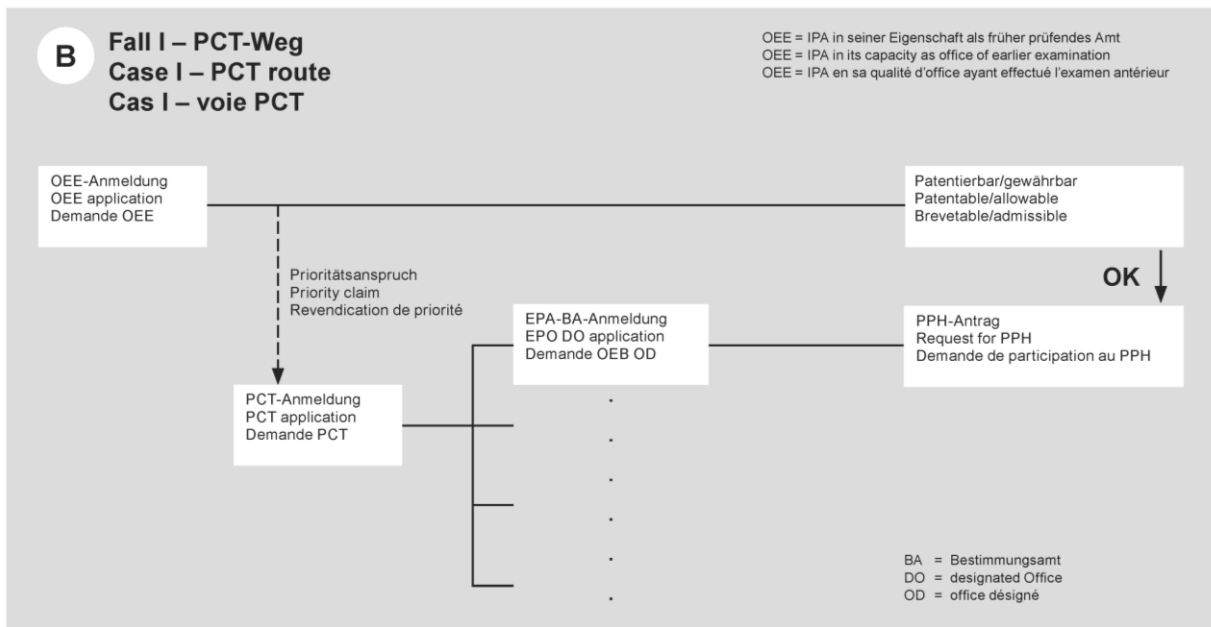 B
Fall I – PCT-Weg
Case I – PCT route
Cas I – voie PCT
OEE = IPA in seiner Eigenschaft als früher prüfendes Amt
OEE = IPA in its capacity as office of earlier examination
OEE = IPA en sa qualité d'office ayant effectué l'examen antérieur
OEE-Anmeldung
OEE application
Demande OEE
Patentierbar/gewährbar
Patentable/allowable
Brevetable/admissible
Prioritätsanspruch
Priority claim
Revendication de priorité
OK
EPA-BA-Anmeldung
EPO DO application
Demande OEB OD
PPH-Antrag
Request for PPH
Demande de participation au PPH
PCT-Anmeldung
PCT application
Demande PCT
BA = Bestimmungsamt
DO = designated Office
OD = office désigné